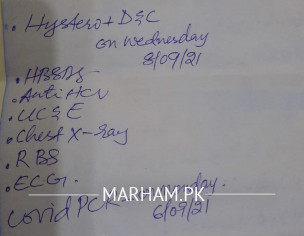 . Hystero + D&C
on wednesday
8/09/21
. HBSAg
. Anti HCV
. UC&E
. Chest X-Ray
. RBS
. ECG.
MARHAM.PK
Covid PCR
6/09/21